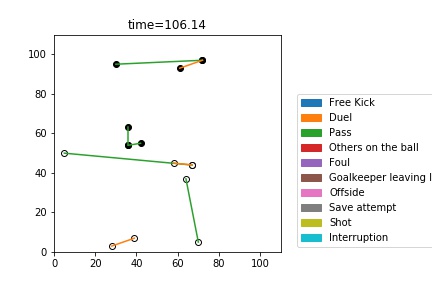 time=106.14
100
80
60
40
20
0
0 20 40 60 80 100
Free Kick
Duel
Pass
Others on the ball
Foul
Goalkeeper leaving l
Offside
Save attempt
Shot
Interruption